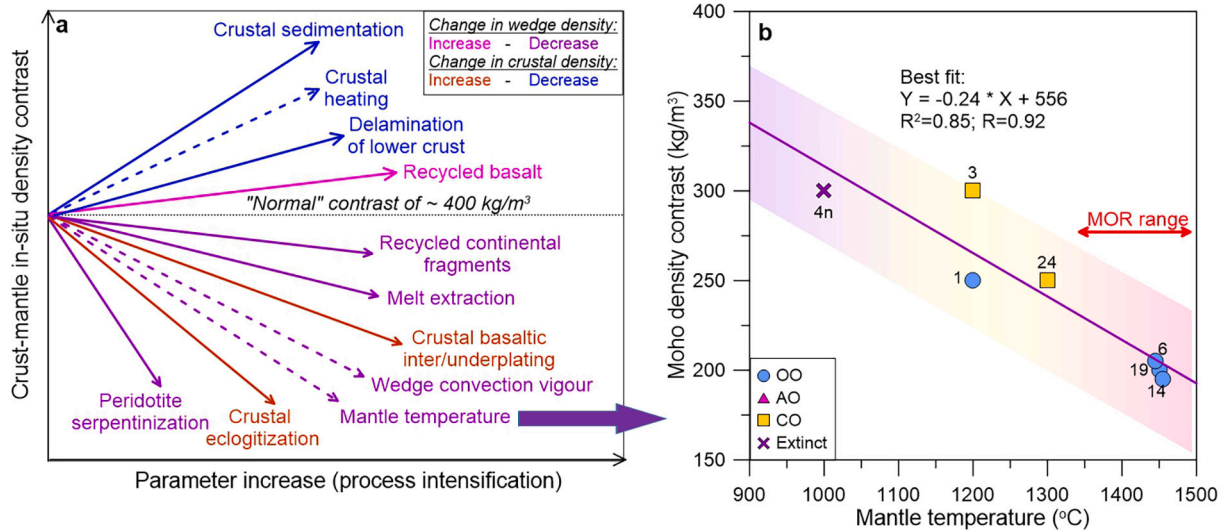 a
Crustal sedimentation
Change in wedge density:
Increase - Decrease
Change in crustal density:
Increase - Decrease
Crustal
heating
Delamination
of lower crust
Recycled basalt
"Normal" contrast of ~ 400 kg/m³
Recycled continental
fragments
Melt extraction
Crustal basaltic
inter/underplating
Wedge convection vigour
Mantle temperature
Peridotite
serpentinization
Crustal
eclogitization
Crust-mantle in-situ density contrast
Parameter increase (process intensification)
b
Best fit:
Y = -0.24 * X + 556
R²=0.85; R=0.92
MOR range
3
4n
1
24
6
19
14
OO
AO
CO
Extinct
400
350
300
250
200
150
Moho density contrast (kg/m³)
900 1000 1100 1200 1300 1400 1500
Mantle temperature (°C)